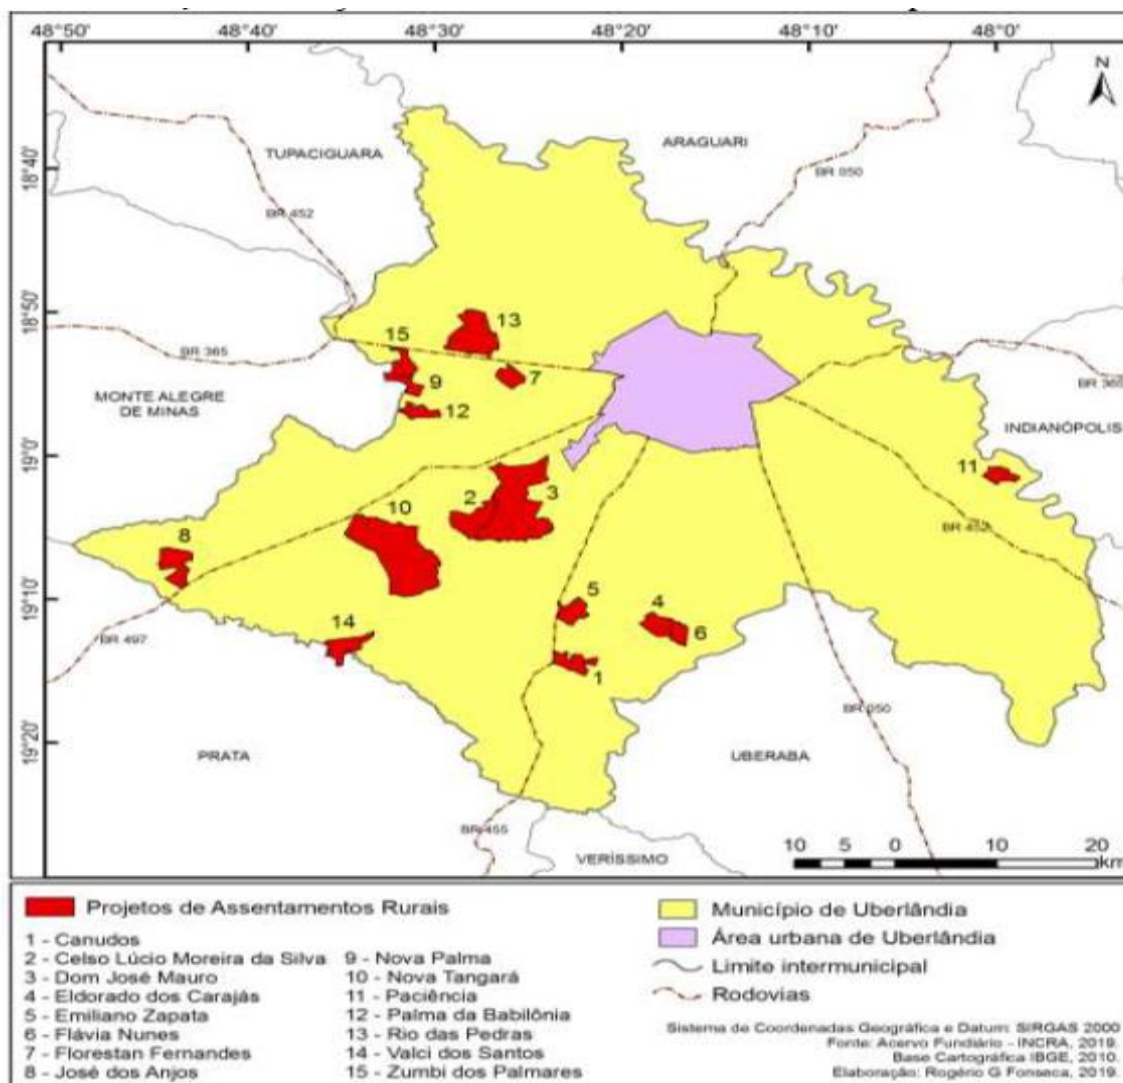 48°50' 48°40' 48°30' 48°20' 48°10' 48°0'
N
18°40'
TUPACIGUARA
ARAGUARI
BR 050
BR 452
18°50'
13
15
BR 365
7
9
BR 365
MONTE ALEGRE
DE MINAS
12
INDIANÓPOLIS
19°0'
11
3
2
10
BR 452
8
19°10'
5
4
6
BR 497
14
1
BR 050
19°20'
PRATA
UBERABA
BR 455
VERÍSSIMO
10 5 0 10 20
km
Projetos de Assentamentos Rurais
1 - Canudos
2 - Celso Lúcio Moreira da Silva
3 - Dom José Mauro
4 - Eldorado dos Carajás
5 - Emiliano Zapata
6 - Flávia Nunes
7 - Florestan Fernandes
8 - José dos Anjos
9 - Nova Palma
10 - Nova Tangará
11 - Paciência
12 - Palma da Babilônia
13 - Rio das Pedras
14 - Valci dos Santos
15 - Zumbi dos Palmares
Município de Uberlândia
Área urbana de Uberlândia
Limite intermunicipal
Rodovias
Sistema de Coordenadas Geográfica e Datum: SIRGAS 2000
Fonte: Acervo Fundiário - INCRA, 2019.
Base Cartográfica IBGE, 2010.
Elaboração: Rogério G Fonseca, 2019.